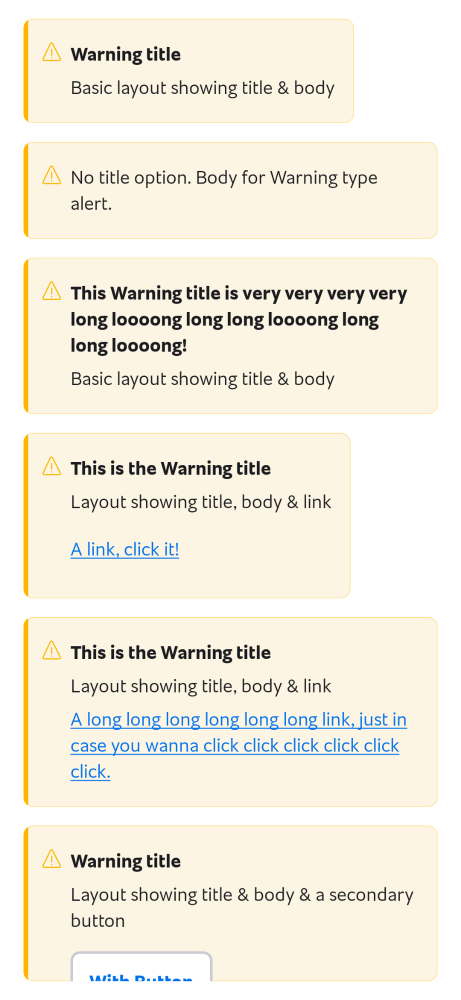 Warning title
Basic layout showing title & body
No title option. Body for Warning type
alert.
This Warning title is very very very very
long loooong long long loooong long
long loooong!
Basic layout showing title & body
This is the Warning title
Layout showing title, body & link
A link, click it!
This is the Warning title
Layout showing title, body & link
A long long long long long long link, just in
case you wanna click click click click click
click.
Warning title
Layout showing title & body & a secondary
button
With Button